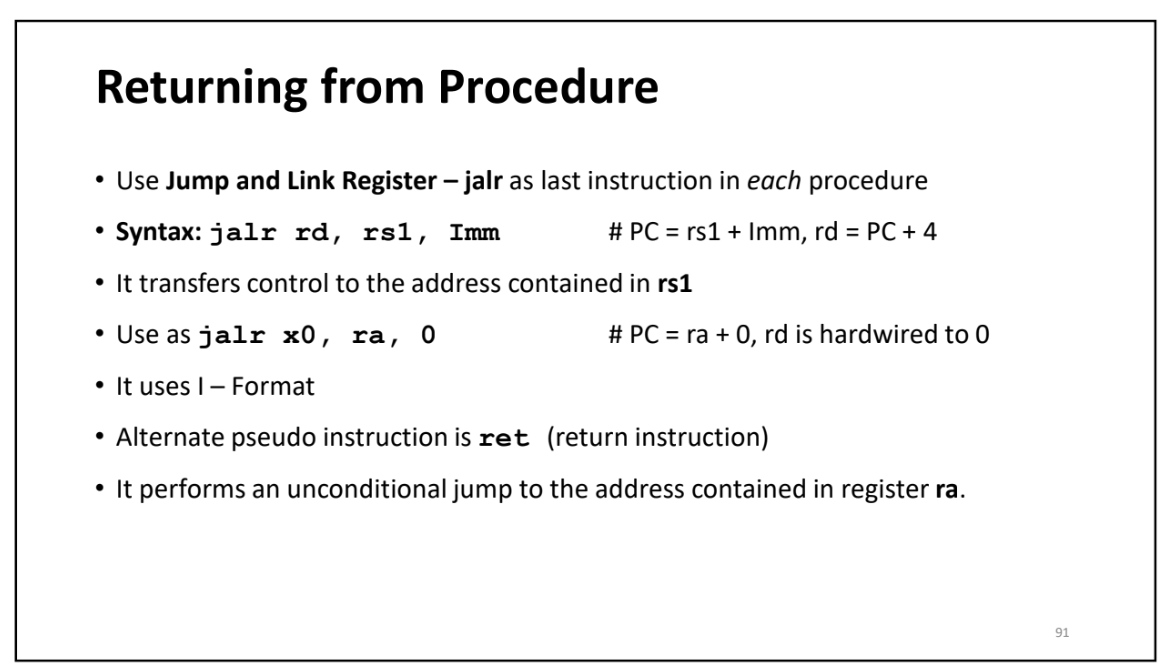 Returning from Procedure
• Use Jump and Link Register – jalr as last instruction in each procedure
• Syntax: jalr rd, rs1, Imm # PC = rs1 + Imm, rd = PC + 4
• It transfers control to the address contained in rs1
• Use as jalr x0, ra, 0 # PC = ra + 0, rd is hardwired to 0
• It uses I – Format
• Alternate pseudo instruction is ret (return instruction)
• It performs an unconditional jump to the address contained in register ra.
91